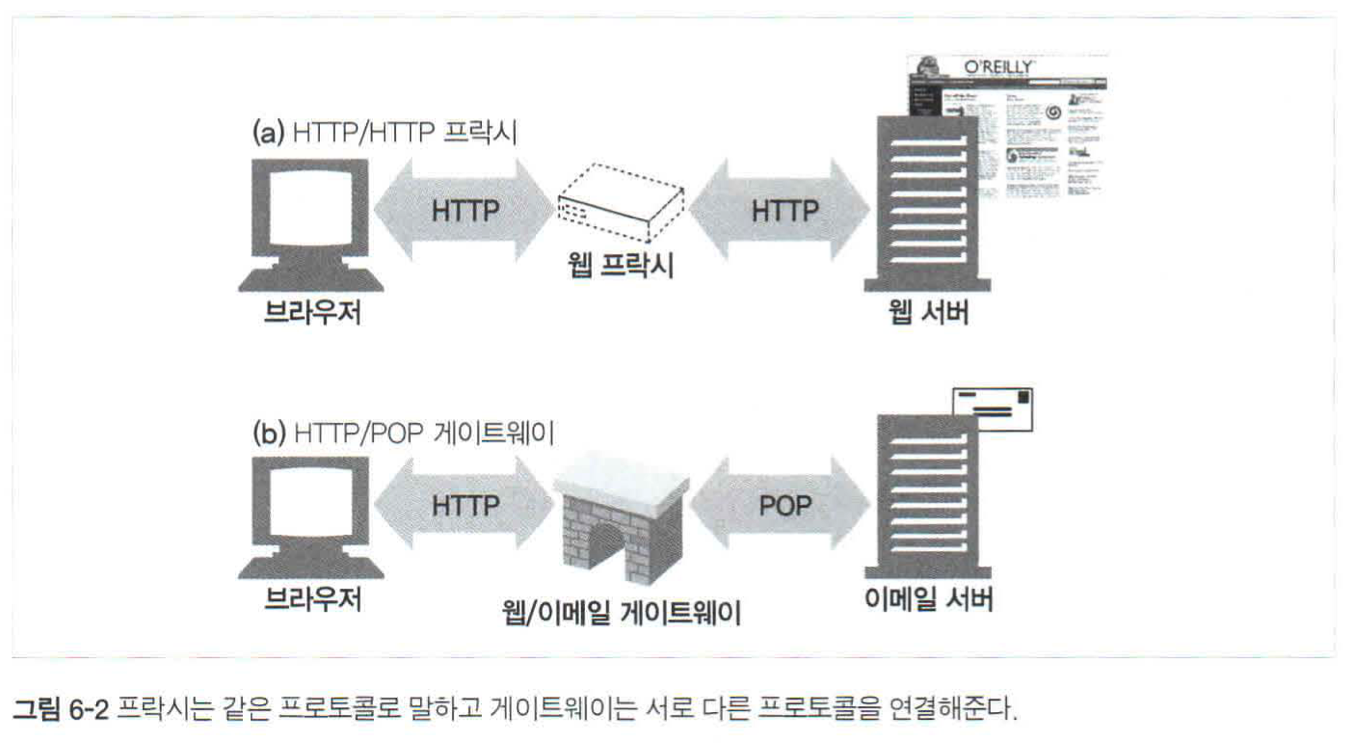 O'REILLY
(a) HTTP/HTTP 프락시
HTTP
HTTP
웹 프락시
브라우저
웹 서버
(b) HTTP/POP 게이트웨이
HTTP
POP
브라우저
웹/이메일 게이트웨이
이메일 서버
그림 6-2 프락시는 같은 프로토콜로 말하고 게이트웨이는 서로 다른 프로토콜을 연결해준다.